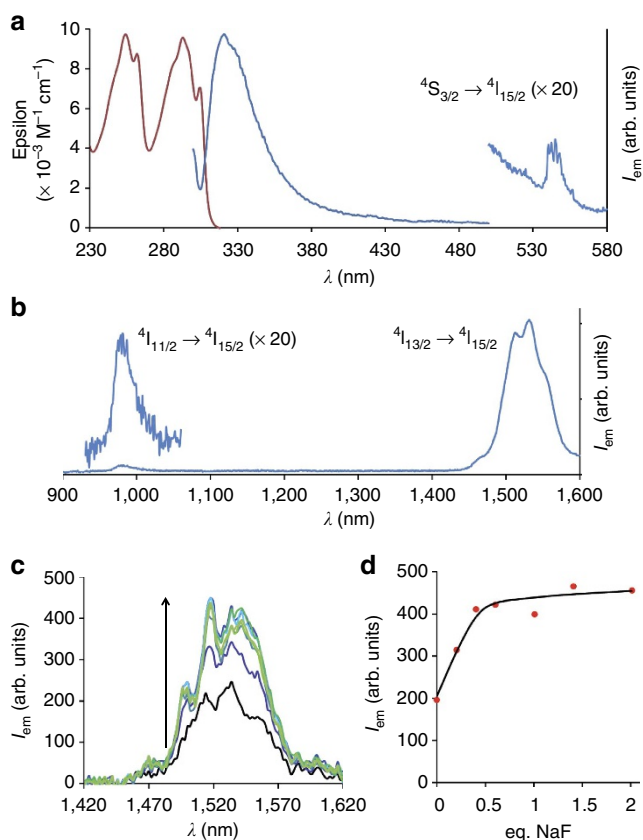 a
10
8
6
4
2
0
Epsilon
(× 10⁻³ M⁻¹ cm⁻¹)
⁴S₃/₂ → ⁴I₁₅/₂ (× 20)
I_em (arb. units)
230 280 330 380 430 480 530 580
λ (nm)
b
⁴I₁₁/₂ → ⁴I₁₅/₂ (× 20)
⁴I₁₃/₂ → ⁴I₁₅/₂
I_em (arb. units)
900 1,000 1,100 1,200 1,300 1,400 1,500 1,600
λ (nm)
c
500
400
300
200
100
0
I_em (arb. units)
1,420 1,470 1,520 1,570 1,620
λ (nm)
d
500
400
300
200
100
0
I_em (arb. units)
0 0.5 1 1.5 2
eq. NaF